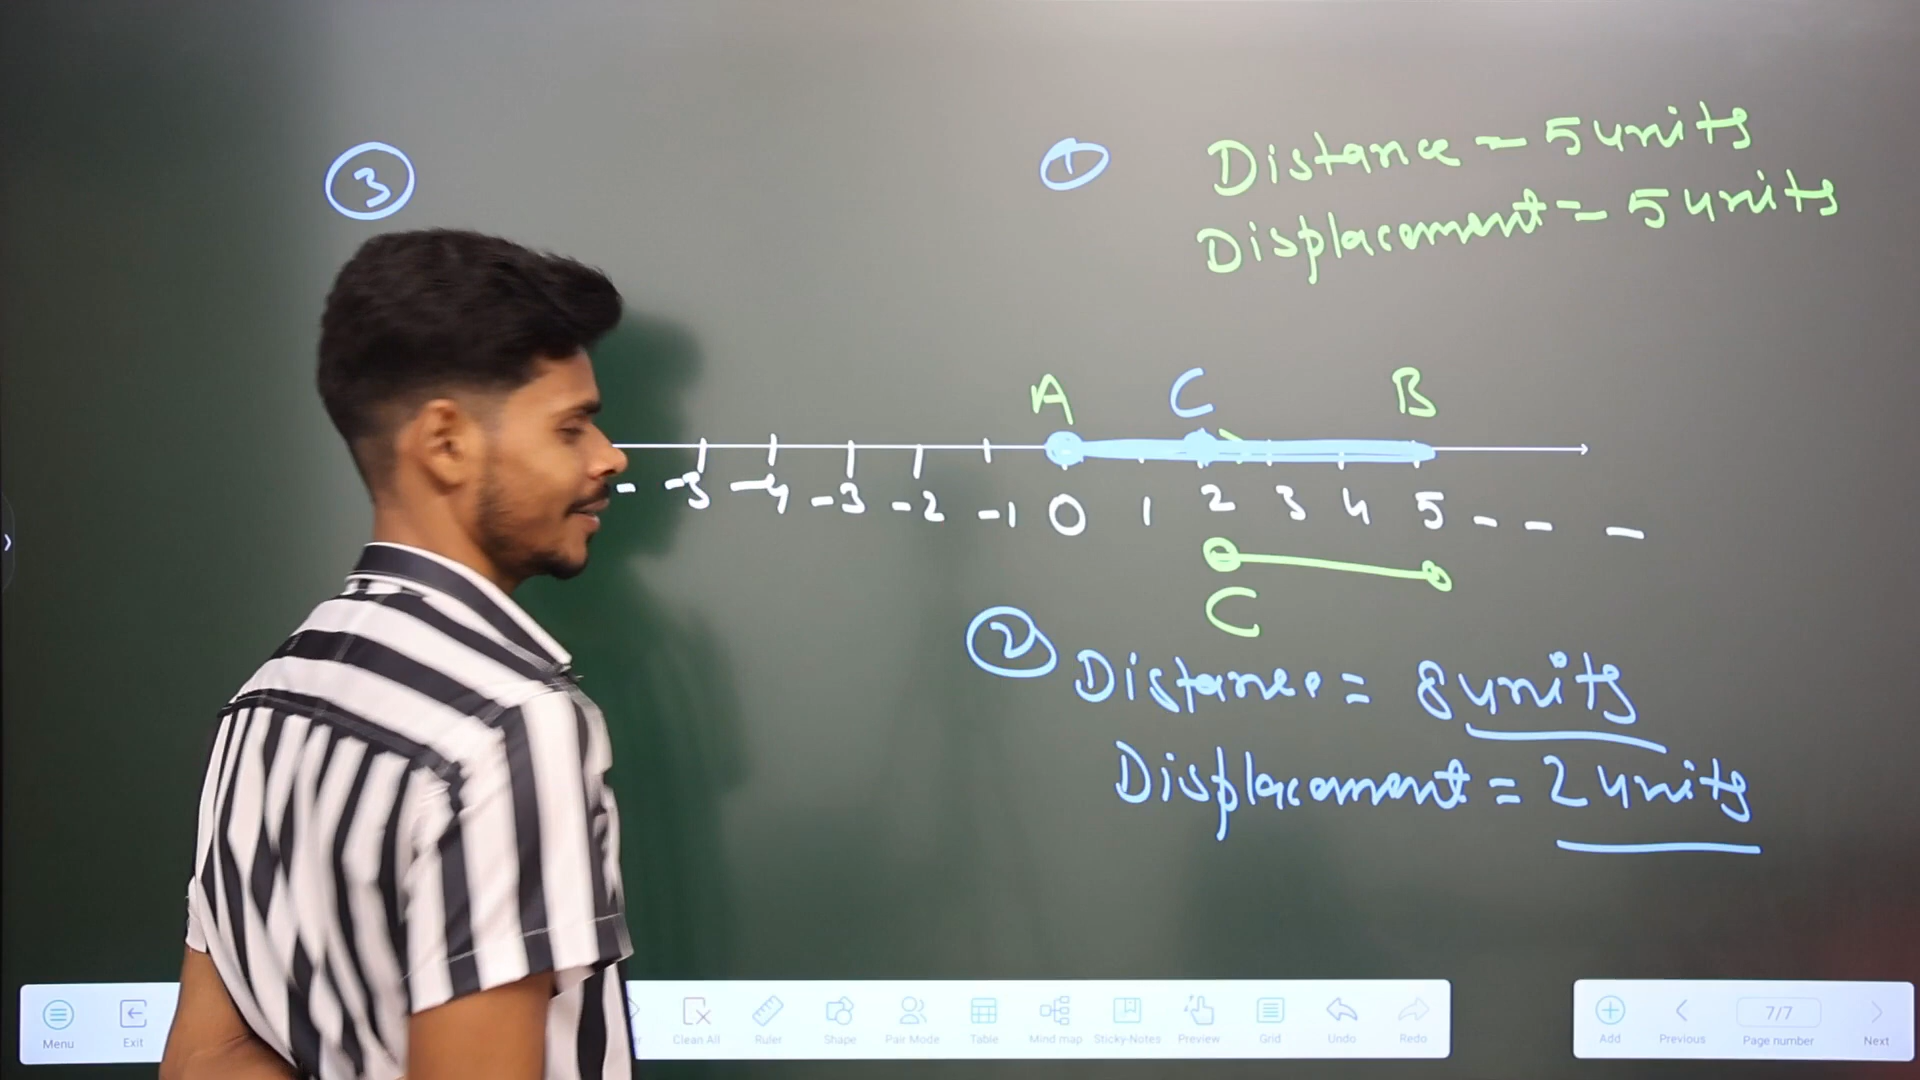 3
1
Distance = 5 units
Displacement = 5 units
A C B
- -5 -4 -3 -2 -1 0 1 2 3 4 5 - - -
C
2
Distance = 8 units
Displacement = 2 units
Menu Exit Clean All Ruler Shape Pair Mode Table Mind map Sticky-Notes Preview Grid Undo Redo
Add Previous 7/7 Page number Next